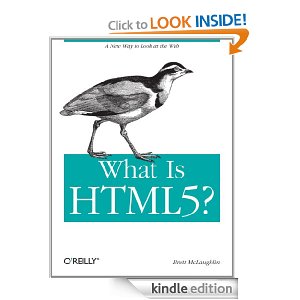 Click to LOOK INSIDE!
A New Way to Look at the Web
What Is
HTML5?
O'REILLY®
Brett McLaughlin
kindle edition